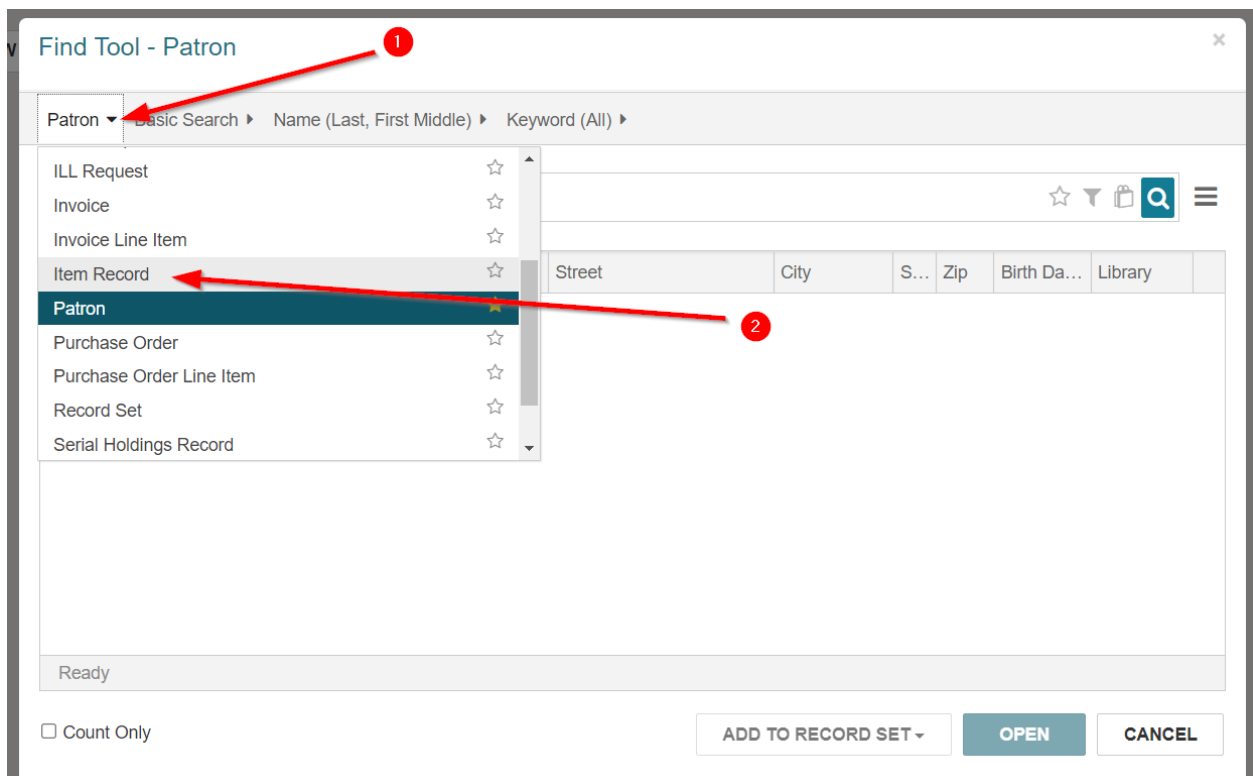 W
Find Tool - Patron
1
×
Patron Basic Search Name (Last, First Middle) Keyword (All)
ILL Request
Invoice
Invoice Line Item
Item Record
Street City S... Zip Birth Da... Library
Patron
2
Purchase Order
Purchase Order Line Item
Record Set
Serial Holdings Record
Ready
Count Only
ADD TO RECORD SET
OPEN
CANCEL